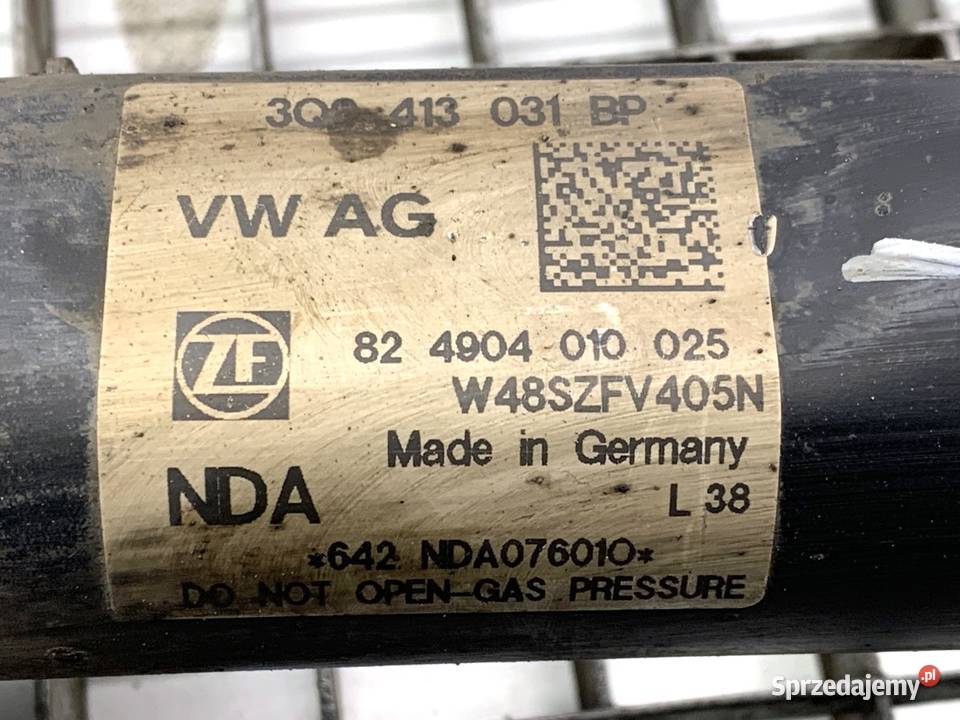 413 031 BP
VW AG
ZF
82 4904 010 025
W48SZFV405N
Made in Germany
NDA
L 38
*642 NDA076010*
DO NOT OPEN-GAS PRESSURE
Sprzedajemy.pl